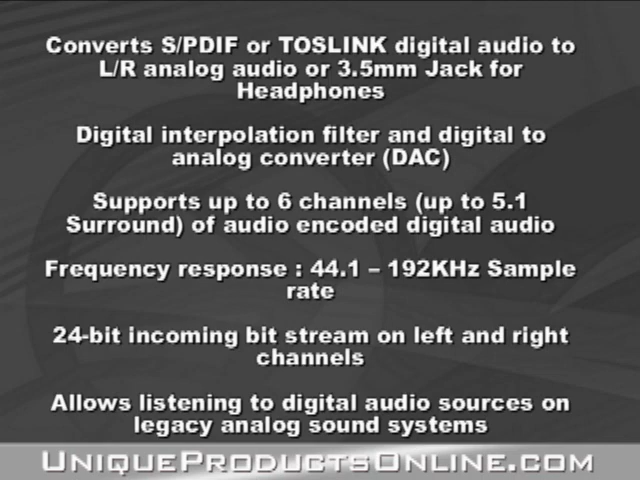 Converts S/PDIF or TOSLINK digital audio to
L/R analog audio or 3.5mm Jack for
Headphones
Digital interpolation filter and digital to
analog converter (DAC)
Supports up to 6 channels (up to 5.1
Surround) of audio encoded digital audio
Frequency response : 44.1 – 192KHz Sample
rate
24-bit incoming bit stream on left and right
channels
Allows listening to digital audio sources on
legacy analog sound systems
UNIQUEPRODUCTSONLINE.COM